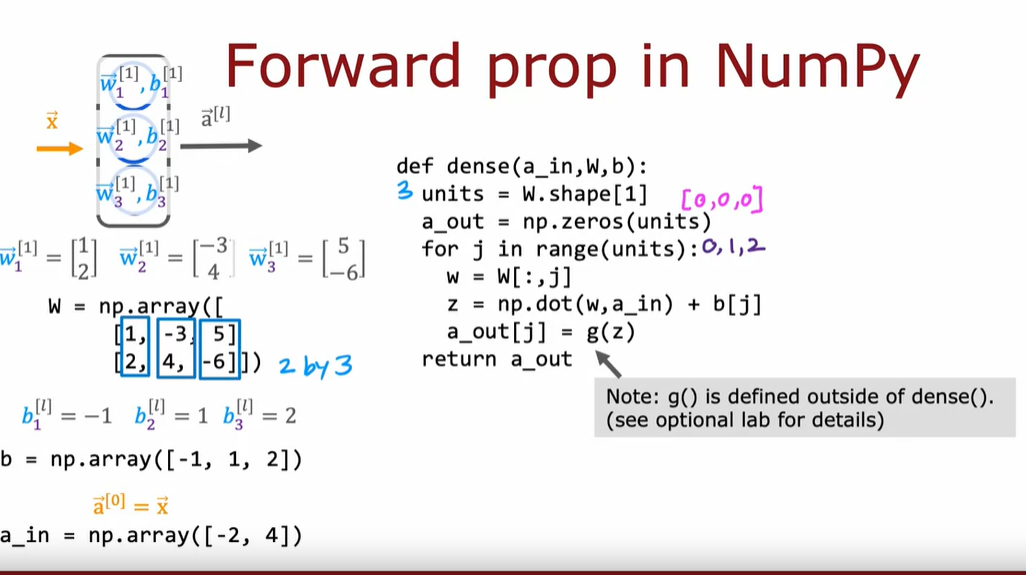 Forward prop in NumPy
w⃗₁^[1], b₁^[1]
w⃗₂^[1], b₂^[1]
w⃗₃^[1], b₃^[1]
x⃗
a⃗^[l]
w⃗₁^[1] = [1 2] w⃗₂^[1] = [−3 4] w⃗₃^[1] = [5 −6]
W = np.array([
[1, -3, 5]
[2, 4, -6]]) 2 by 3
b₁^[l] = −1 b₂^[l] = 1 b₃^[l] = 2
b = np.array([-1, 1, 2])
a⃗^[0] = x⃗
a_in = np.array([-2, 4])
def dense(a_in,W,b):
3 units = W.shape[1] [0,0,0]
a_out = np.zeros(units)
for j in range(units): 0,1,2
w = W[:,j]
z = np.dot(w,a_in) + b[j]
a_out[j] = g(z)
return a_out
Note: g() is defined outside of dense().
(see optional lab for details)